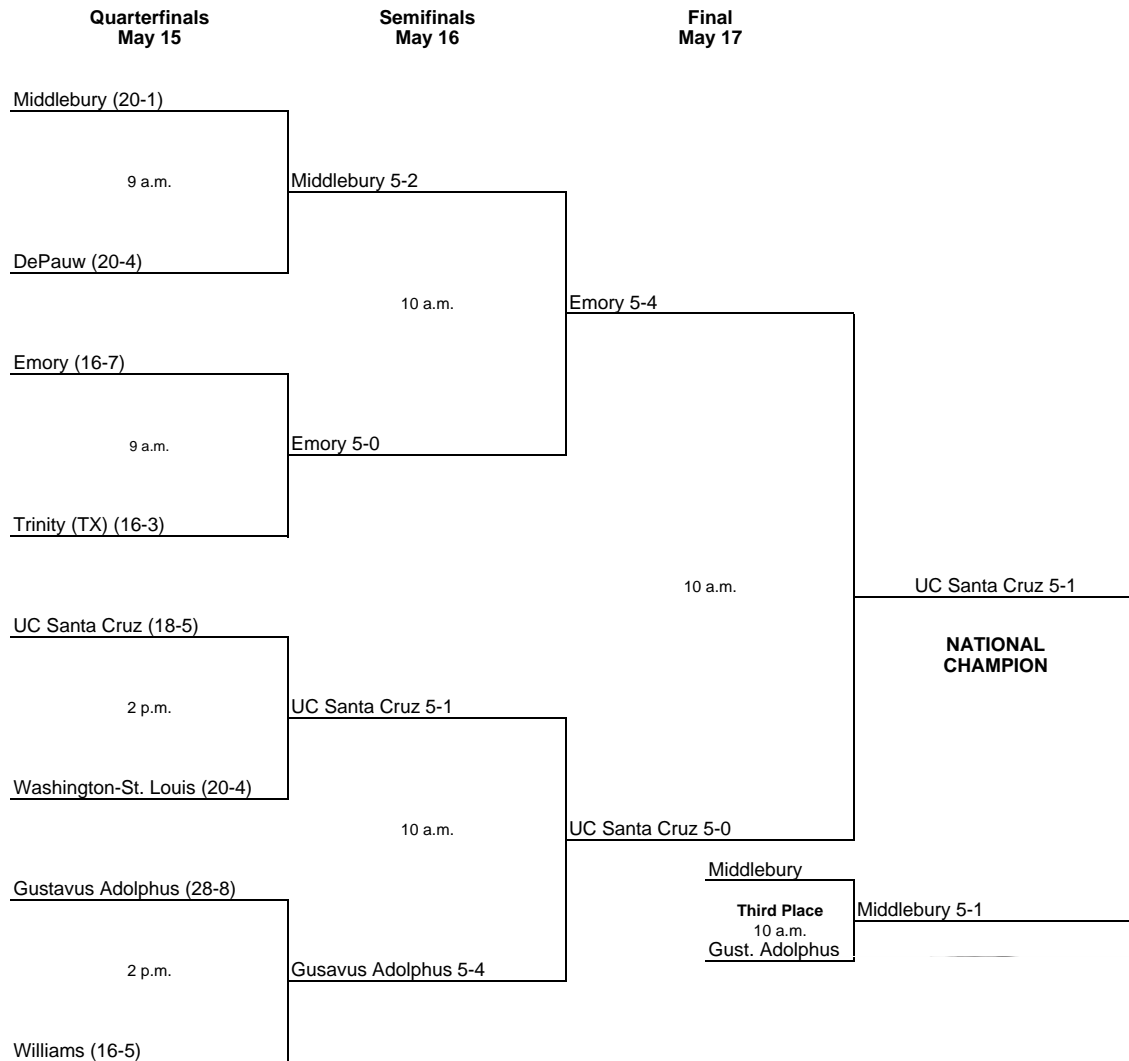 Quarterfinals
May 15
Semifinals
May 16
Final
May 17
Middlebury (20-1)
9 a.m.
Middlebury 5-2
DePauw (20-4)
10 a.m.
Emory 5-4
Emory (16-7)
9 a.m.
Emory 5-0
Trinity (TX) (16-3)
10 a.m.
UC Santa Cruz 5-1
NATIONAL
CHAMPION
UC Santa Cruz (18-5)
2 p.m.
UC Santa Cruz 5-1
Washington-St. Louis (20-4)
10 a.m.
UC Santa Cruz 5-0
Gustavus Adolphus (28-8)
2 p.m.
Gusavus Adolphus 5-4
Williams (16-5)
Middlebury
Third Place
10 a.m.
Gust. Adolphus
Middlebury 5-1